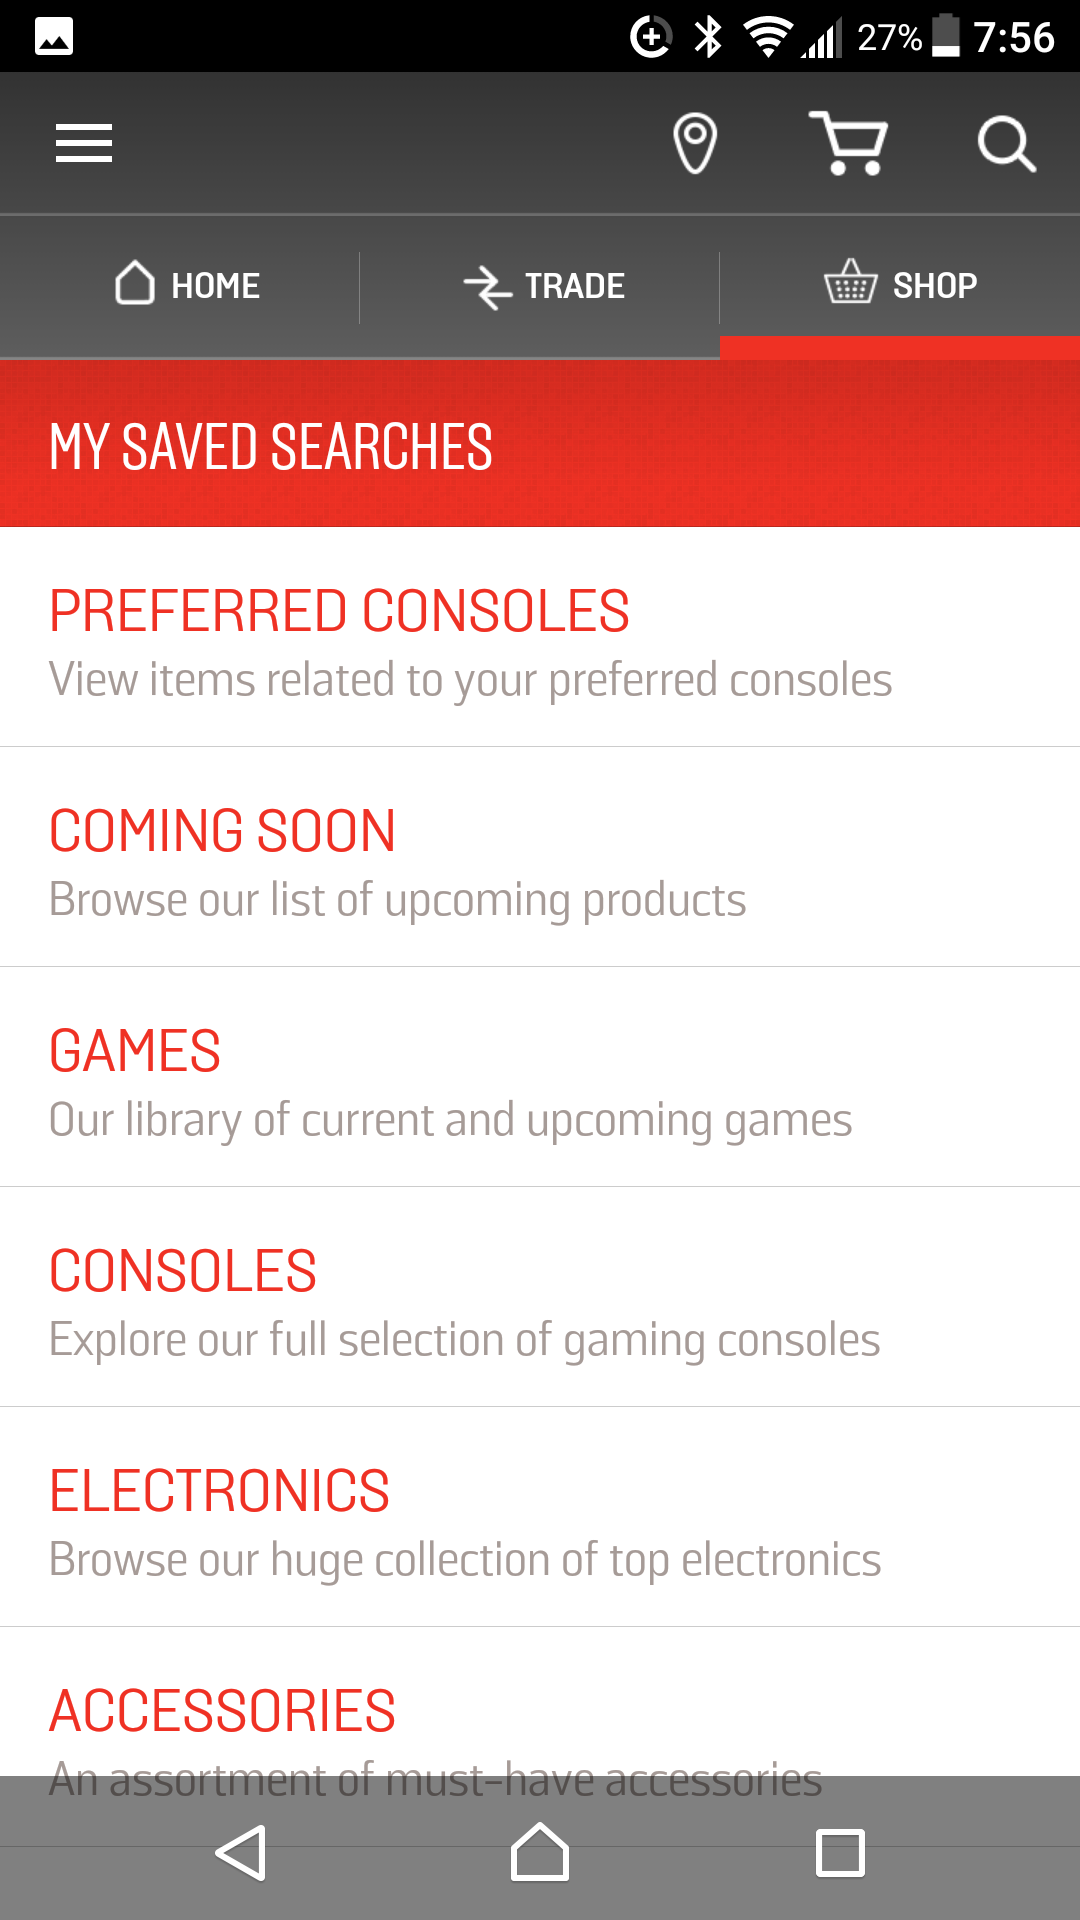 27% 7:56
HOME TRADE SHOP
MY SAVED SEARCHES
PREFERRED CONSOLES
View items related to your preferred consoles
COMING SOON
Browse our list of upcoming products
GAMES
Our library of current and upcoming games
CONSOLES
Explore our full selection of gaming consoles
ELECTRONICS
Browse our huge collection of top electronics
ACCESSORIES
An assortment of must-have accessories